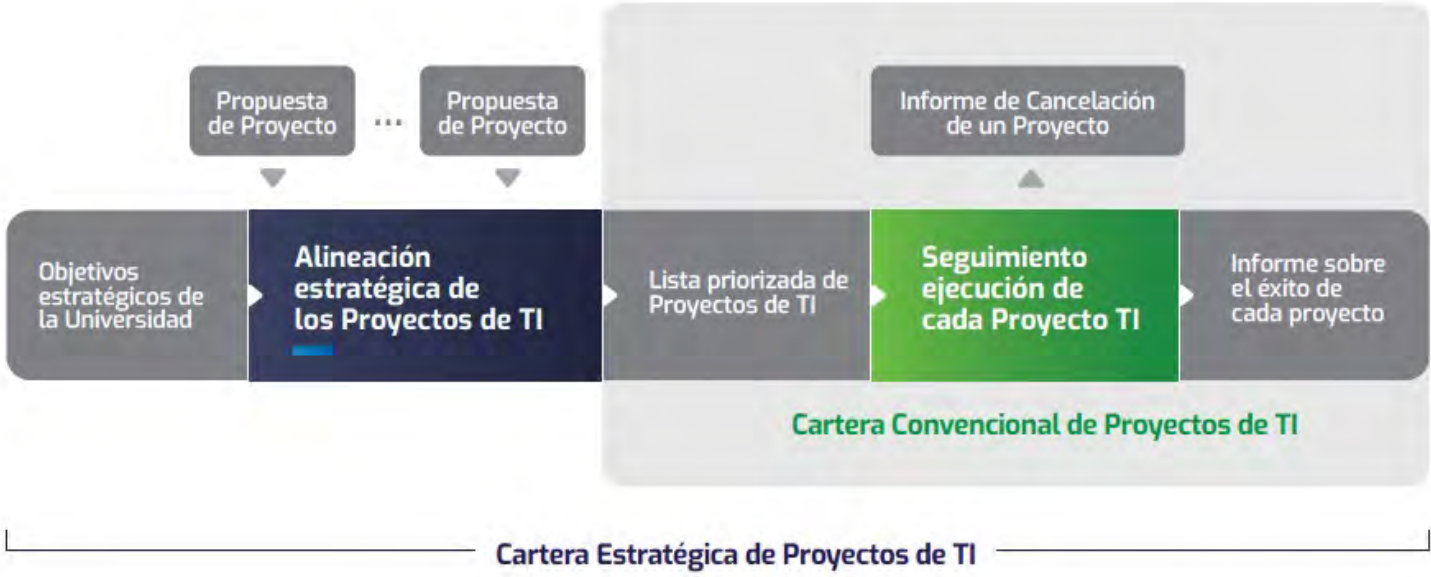 Propuesta
de Proyecto
...
Propuesta
de Proyecto
Informe de Cancelación
de un Proyecto
Objetivos
estratégicos de
la Universidad
Alineación
estratégica de
los Proyectos de TI
Lista priorizada de
Proyectos de TI
Seguimiento
ejecución de
cada Proyecto TI
Informe sobre
el éxito de
cada proyecto
Cartera Convencional de Proyectos de TI
Cartera Estratégica de Proyectos de TI